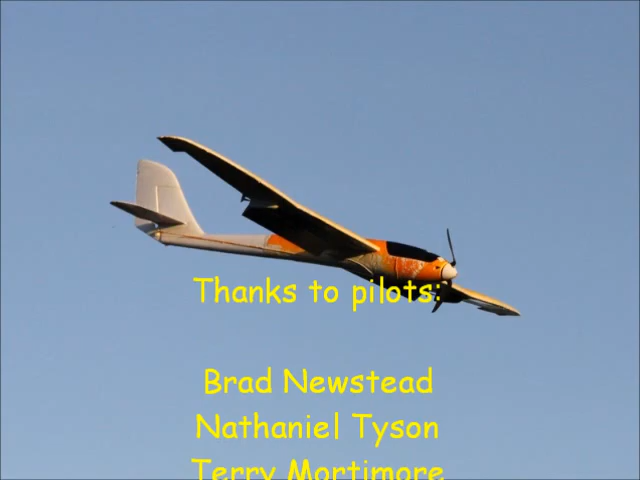 Thanks to pilots:
Brad Newstead
Nathaniel Tyson
Terry Mortimore